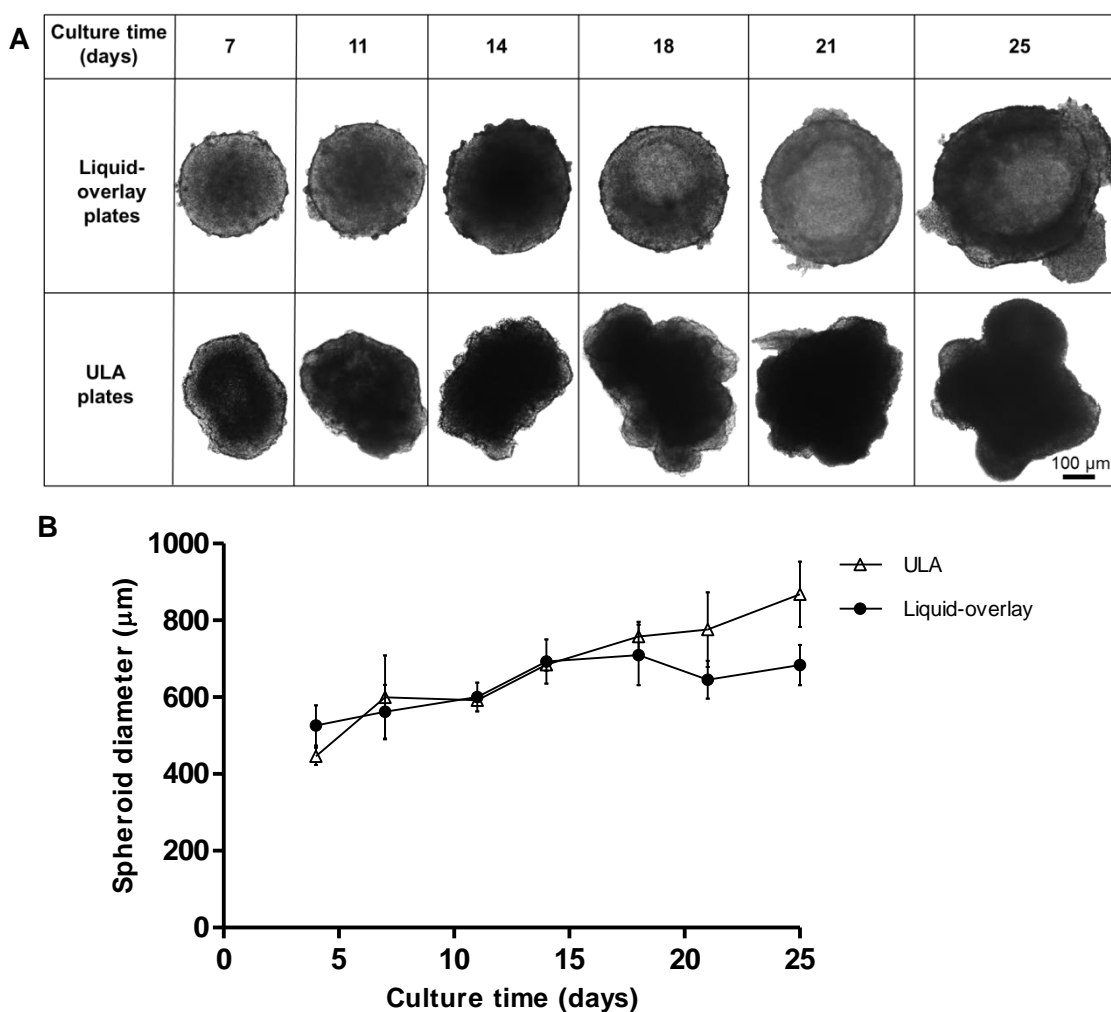 A
Culture time (days)
7
11
14
18
21
25
Liquid-
overlay
plates
ULA
plates
100 µm
B
1000
800
600
400
200
0
0
5
10
15
20
25
Spheroid diameter (µm)
Culture time (days)
ULA
Liquid-overlay